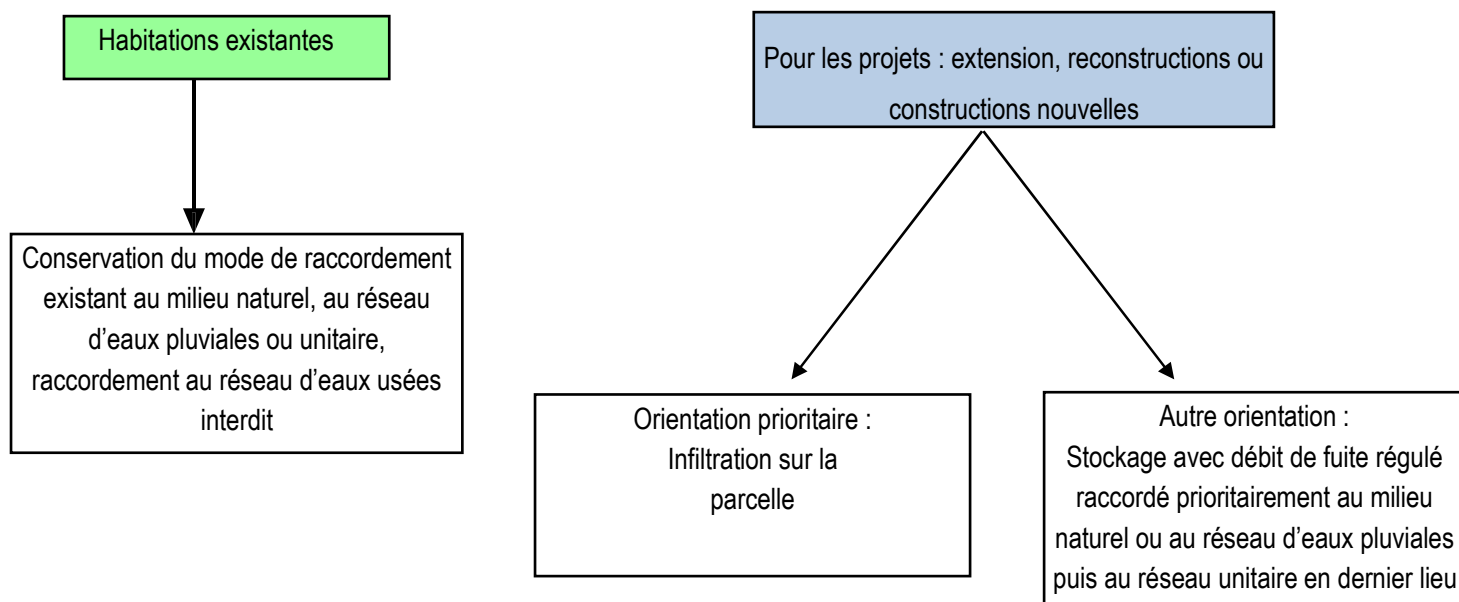 Habitations existantes
Pour les projets : extension, reconstructions ou
constructions nouvelles
Conservation du mode de raccordement
existant au milieu naturel, au réseau
d’eaux pluviales ou unitaire,
raccordement au réseau d’eaux usées
interdit
Orientation prioritaire :
Infiltration sur la
parcelle
Autre orientation :
Stockage avec débit de fuite régulé
raccordé prioritairement au milieu
naturel ou au réseau d’eaux pluviales
puis au réseau unitaire en dernier lieu